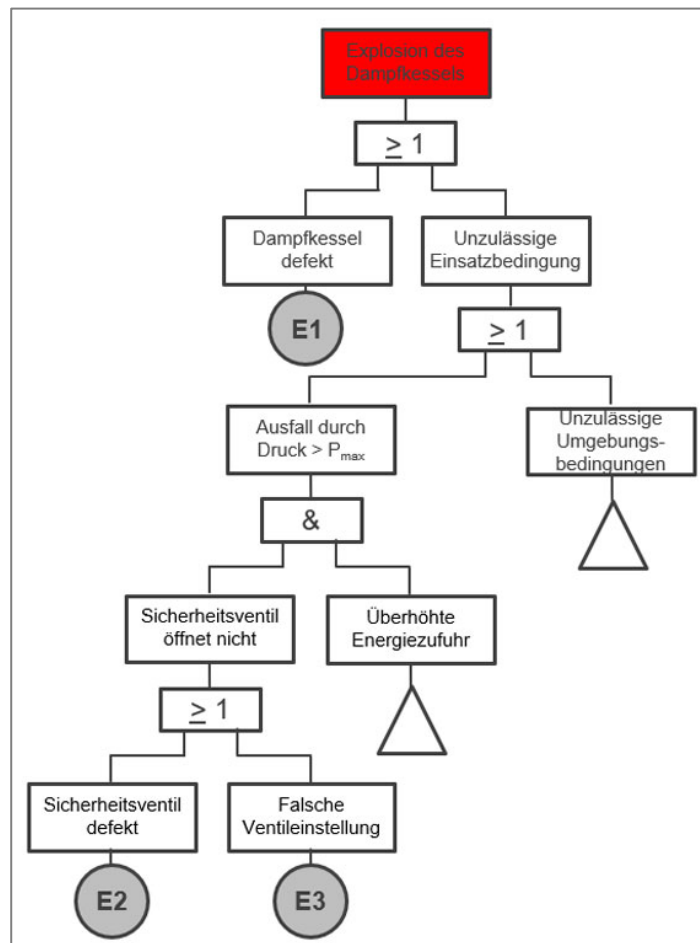 Explosion des
Dampfkessels
≥ 1
Dampfkessel
defekt
Unzulässige
Einsatzbedingung
E1
≥ 1
Ausfall durch
Druck > Pmax
Unzulässige
Umgebungs-
bedingungen
&
Sicherheitsventil
öffnet nicht
Überhöhte
Energiezufuhr
≥ 1
Sicherheitsventil
defekt
Falsche
Ventileinstellung
E2
E3